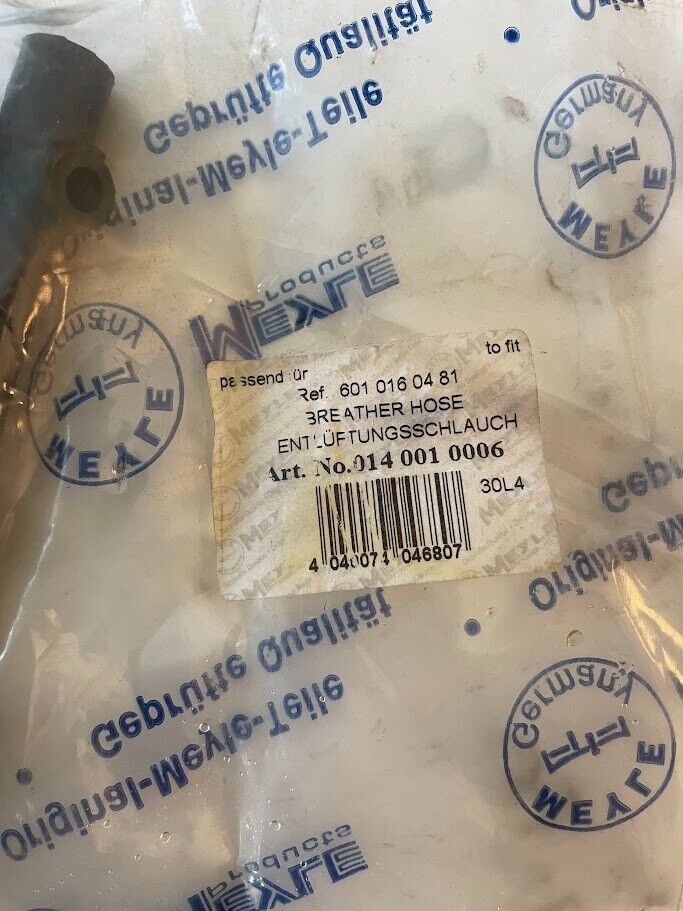 Geprüfte Qualität
Original-Meyle-Teile
Germany
MEYLE
Products
MEYLE
Germany
MEYLE
passend für
to fit
Ref. 601 016 04 81
BREATHER HOSE
ENTLÜFTUNGSSCHLAUCH
Art. No.014 001 0006
30L4
4 040074 046807
MEYLE
Geprüfte Qualität
Original-Meyle-Teile
Original-Meyle-Teile
Germany
MEYLE
Products
MEYLE